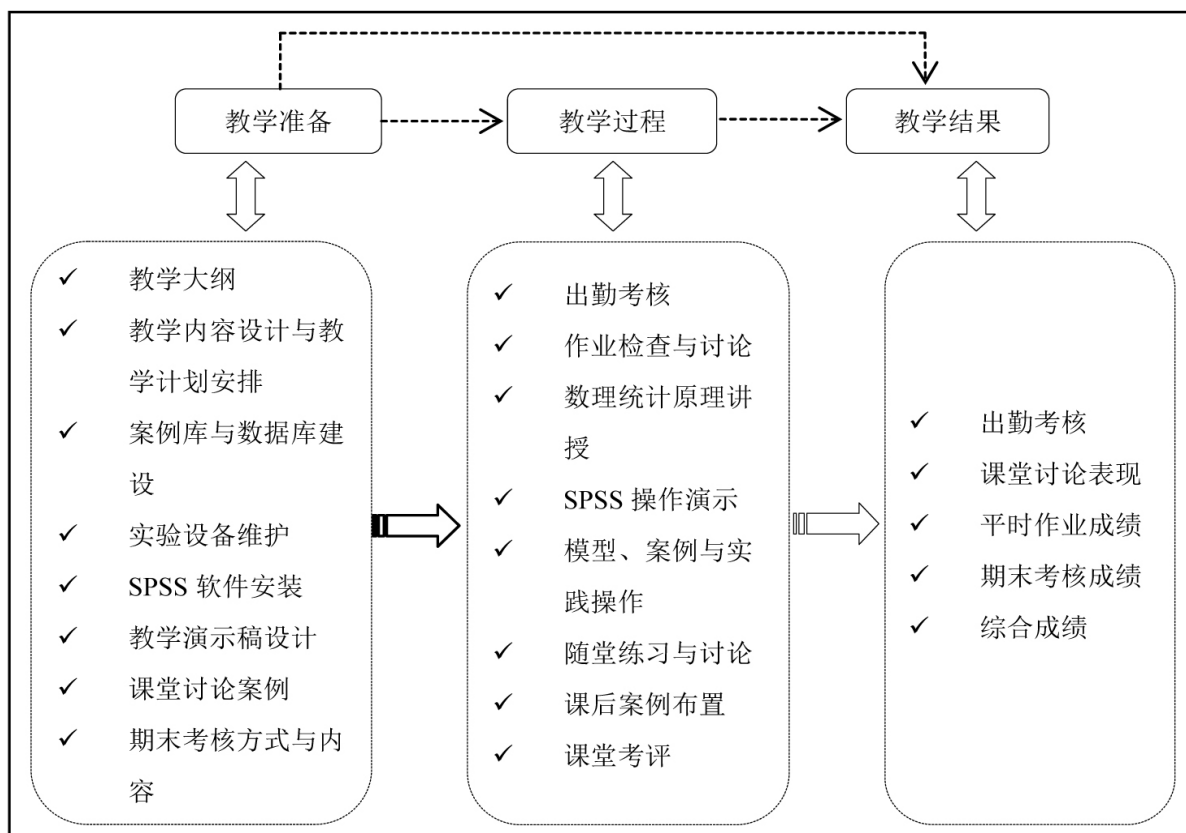 教学准备
教学过程
教学结果
✓ 教学大纲
✓ 教学内容设计与教
学计划安排
✓ 案例库与数据库建
设
✓ 实验设备维护
✓ SPSS 软件安装
✓ 教学演示稿设计
✓ 课堂讨论案例
✓ 期末考核方式与内
容
✓ 出勤考核
✓ 作业检查与讨论
✓ 数理统计原理讲
授
✓ SPSS 操作演示
✓ 模型、案例与实
践操作
✓ 随堂练习与讨论
✓ 课后案例布置
✓ 课堂考评
✓ 出勤考核
✓ 课堂讨论表现
✓ 平时作业成绩
✓ 期末考核成绩
✓ 综合成绩